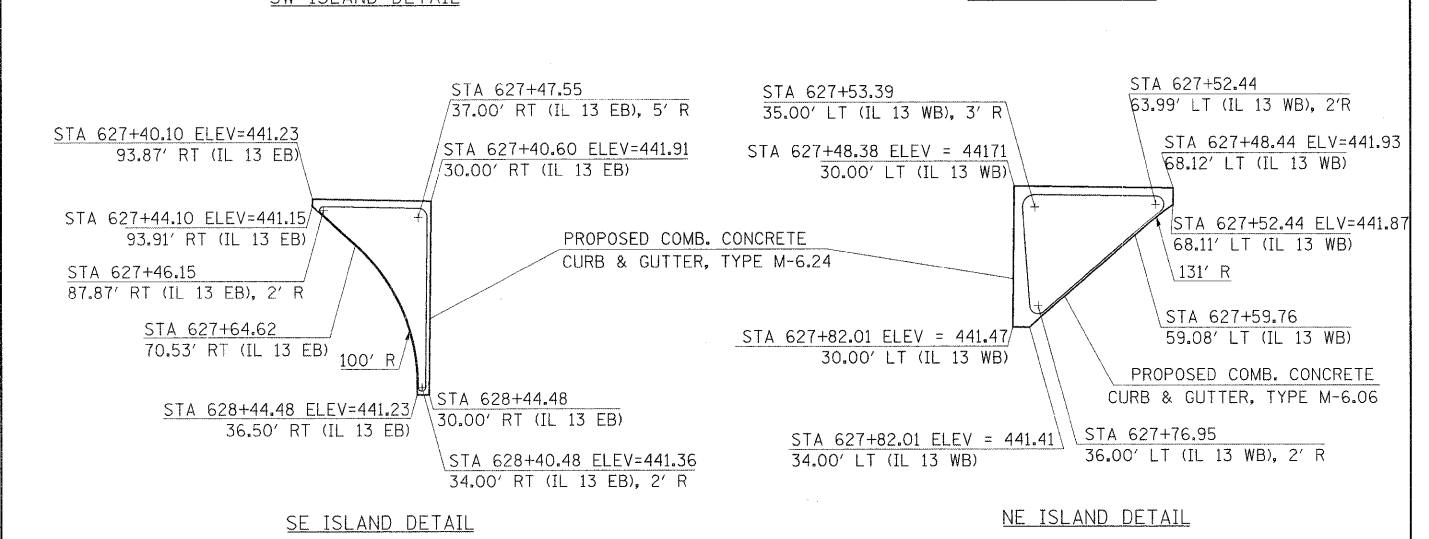 SW ISLAND DETAIL
STA 627+47.55
37.00' RT (IL 13 EB), 5' R
STA 627+40.10 ELEV=441.23
93.87' RT (IL 13 EB)
STA 627+40.60 ELEV=441.91
30.00' RT (IL 13 EB)
STA 627+44.10 ELEV=441.15
93.91' RT (IL 13 EB)
STA 627+46.15
87.87' RT (IL 13 EB), 2' R
STA 627+64.62
70.53' RT (IL 13 EB)
100' R
STA 628+44.48 ELEV=441.23
36.50' RT (IL 13 EB)
STA 628+44.48
30.00' RT (IL 13 EB)
STA 628+40.48 ELEV=441.36
34.00' RT (IL 13 EB), 2' R
SE ISLAND DETAIL
PROPOSED COMB. CONCRETE
CURB & GUTTER, TYPE M-6.24
STA 627+53.39
35.00' LT (IL 13 WB), 3' R
STA 627+48.38 ELEV = 44171
30.00' LT (IL 13 WB)
STA 627+52.44
63.99' LT (IL 13 WB), 2'R
STA 627+48.44 ELV=441.93
68.12' LT (IL 13 WB)
STA 627+52.44 ELV=441.87
68.11' LT (IL 13 WB)
131' R
STA 627+59.76
59.08' LT (IL 13 WB)
STA 627+82.01 ELEV = 441.47
30.00' LT (IL 13 WB)
PROPOSED COMB. CONCRETE
CURB & GUTTER, TYPE M-6.06
STA 627+82.01 ELEV = 441.41
34.00' LT (IL 13 WB)
STA 627+76.95
36.00' LT (IL 13 WB), 2' R
NE ISLAND DETAIL